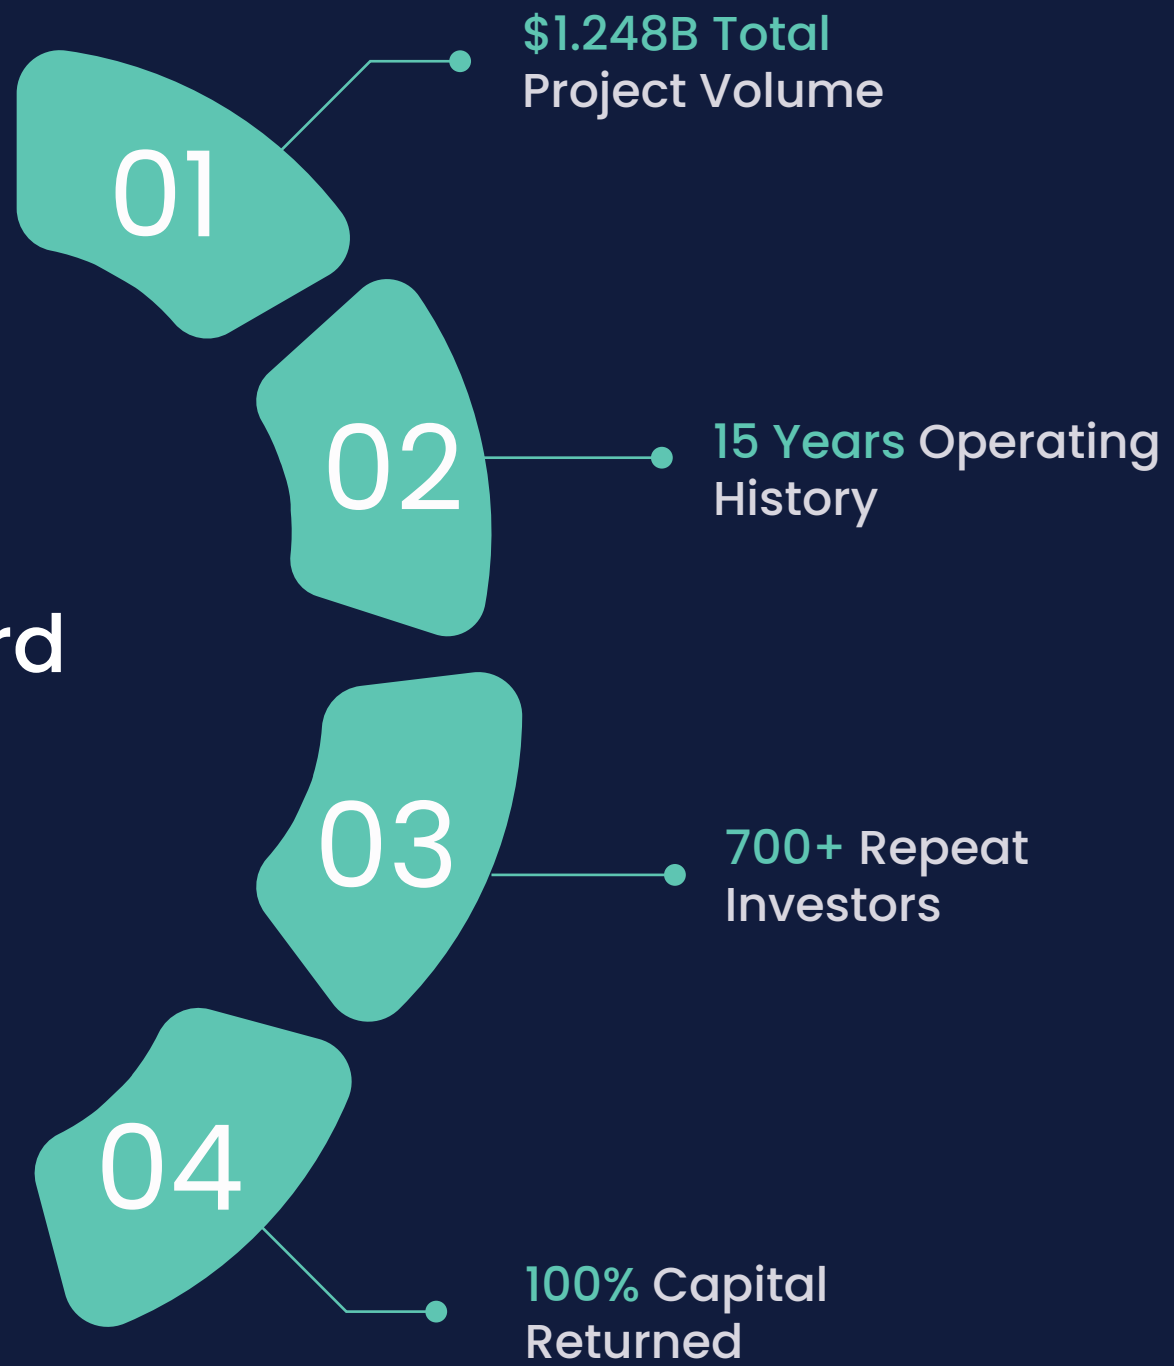 01
$1.248B Total
Project Volume
02
15 Years Operating
History
rd
03
700+ Repeat
Investors
04
100% Capital
Returned